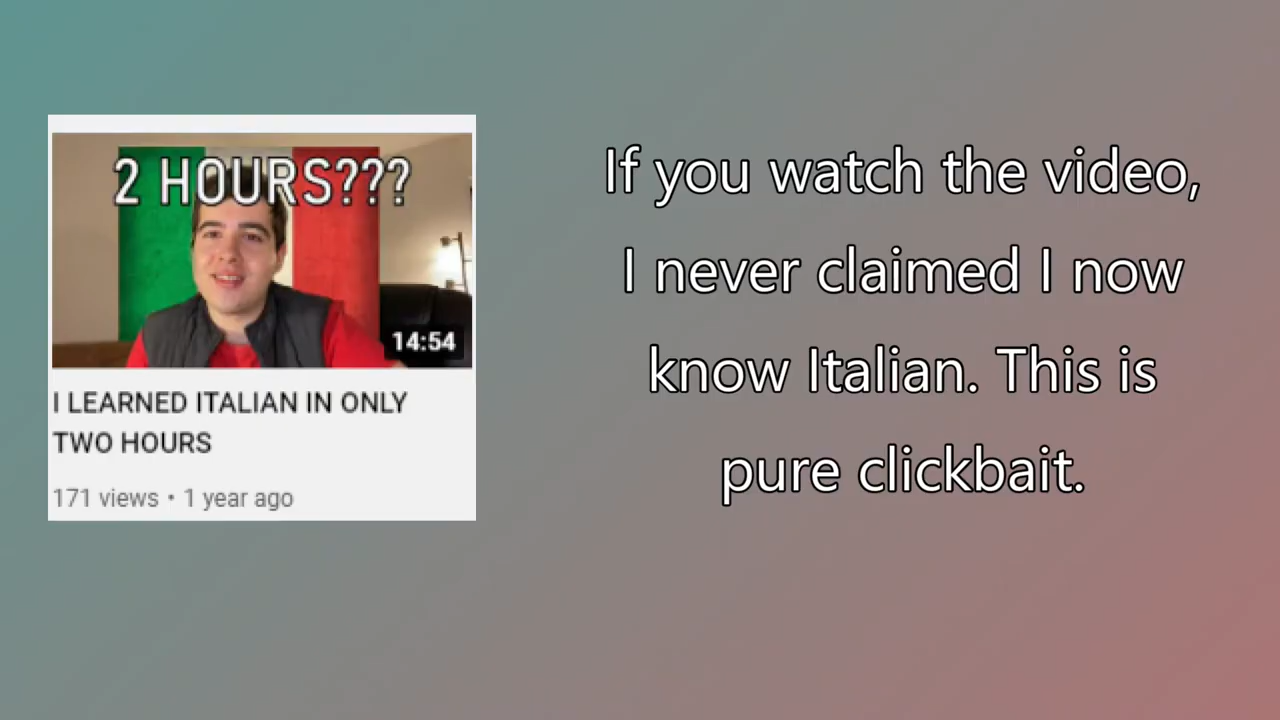 2 HOURS???
14:54
I LEARNED ITALIAN IN ONLY
TWO HOURS
171 views • 1 year ago
If you watch the video,
I never claimed I now
know Italian. This is
pure clickbait.